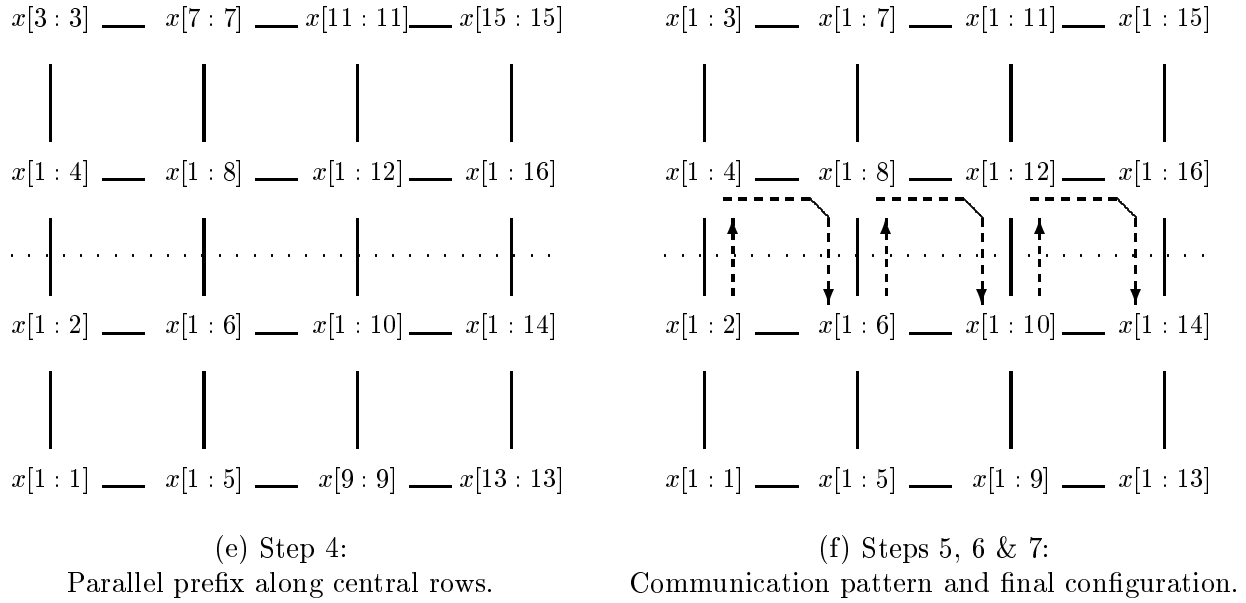 x[3 : 3] x[7 : 7] x[11 : 11] x[15 : 15]
x[1 : 4] x[1 : 8] x[1 : 12] x[1 : 16]
x[1 : 2] x[1 : 6] x[1 : 10] x[1 : 14]
x[1 : 1] x[1 : 5] x[9 : 9] x[13 : 13]
(e) Step 4:
Parallel prefix along central rows.
x[1 : 3] x[1 : 7] x[1 : 11] x[1 : 15]
x[1 : 4] x[1 : 8] x[1 : 12] x[1 : 16]
x[1 : 2] x[1 : 6] x[1 : 10] x[1 : 14]
x[1 : 1] x[1 : 5] x[1 : 9] x[1 : 13]
(f) Steps 5, 6 & 7:
Communication pattern and final configuration.